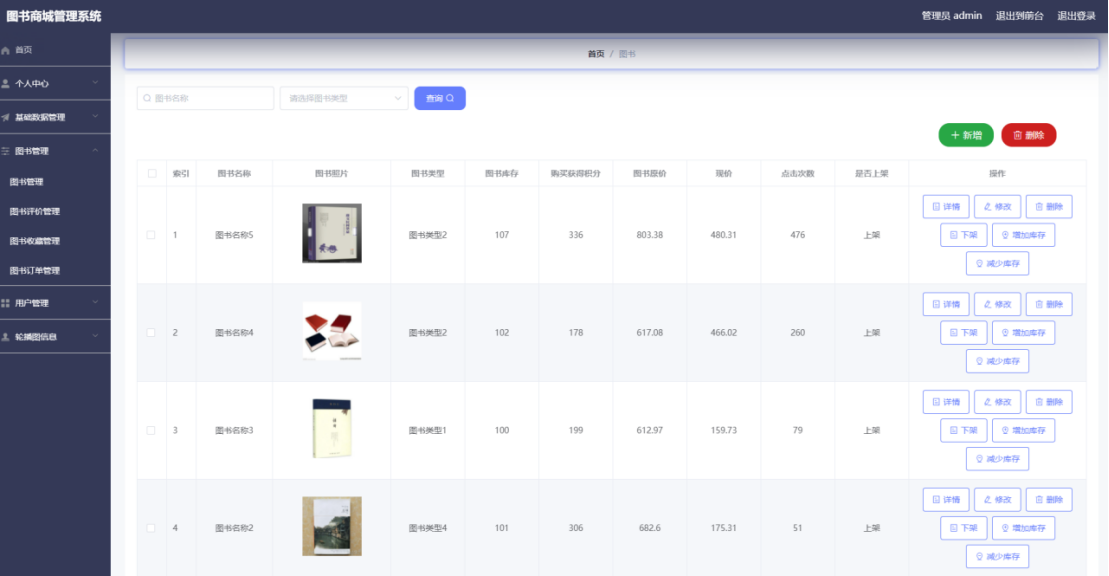 图书商城管理系统
管理员 admin 退出到前台 退出登录
首页
个人中心
基础数据管理
图书管理
图书管理
图书评价管理
图书收藏管理
图书订单管理
用户管理
轮播图信息
首页 / 图书
图书名称 请选择图书类型 查询
+ 新增 删除
索引 图书名称 图书照片 图书类型 图书库存 购买获得积分 图书原价 现价 点击次数 是否上架 操作
1 图书名称5 图书类型2 107 336 803.38 480.31 476 上架
详情 修改 删除
下架 增加库存
减少库存
2 图书名称4 图书类型2 102 178 617.08 466.02 260 上架
详情 修改 删除
下架 增加库存
减少库存
3 图书名称3 图书类型1 100 199 612.97 159.73 79 上架
详情 修改 删除
下架 增加库存
减少库存
4 图书名称2 图书类型4 101 306 682.6 175.31 51 上架
详情 修改 删除
下架 增加库存
减少库存